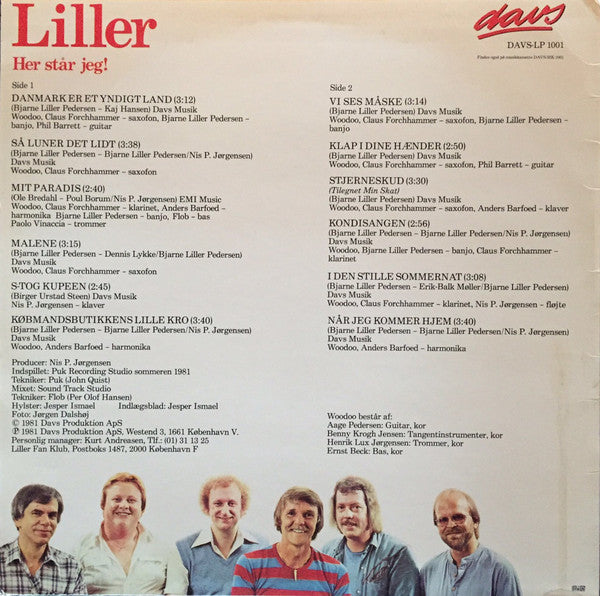 Liller
Her står jeg!
davs
DAVS-LP 1001
Findes også på musikkassette DAVS-MK 1001
Side 1
DANMARK ER ET YNDIGT LAND (3:12)
(Bjarne Liller Pedersen – Kaj Hansen) Davs Musik
Woodoo, Claus Forchhammer – saxofon, Bjarne Liller Pedersen –
banjo, Phil Barrett – guitar
SÅ LUNER DET LIDT (3:38)
(Bjarne Liller Pedersen – Bjarne Liller Pedersen/Nis P. Jørgensen)
Davs Musik
Woodoo, Claus Forchhammer – saxofon
MIT PARADIS (2:40)
(Ole Bredahl – Poul Borum/Nis P. Jørgensen) EMI Music
Woodoo, Claus Forchhammer – klarinet, Anders Barfoed –
harmonika Bjarne Liller Pedersen – banjo, Flob – bas
Paolo Vinaccia – trommer
MALENE (3:15)
(Bjarne Liller Pedersen – Dennis Lykke/Bjarne Liller Pedersen)
Davs Musik
Woodoo, Claus Forchhammer – saxofon
S-TOG KUPEEN (2:45)
(Birger Urstad Steen) Davs Musik
Nis P. Jørgensen – klaver
KØBMANDSBUTIKKENS LILLE KRO (3:40)
(Bjarne Liller Pedersen – Bjarne Liller Pedersen/Nis P. Jørgensen)
Davs Musik
Woodoo, Anders Barfoed – harmonika
Side 2
VI SES MÅSKE (3:14)
(Bjarne Liller Pedersen) Davs Musik
Woodoo, Claus Forchhammer – saxofon, Bjarne Liller Pedersen –
banjo
KLAP I DINE HÆNDER (2:50)
(Bjarne Liller Pedersen) Davs Musik
Woodoo, Claus Forchhammer – saxofon, Phil Barrett – guitar
STJERNESKUD (3:30)
(Tilegnet Min Skat)
(Bjarne Liller Pedersen) Davs Musik
Woodoo, Claus Forchhammer – saxofon, Anders Barfoed – klaver
KONDISANGEN (2:56)
(Bjarne Liller Pedersen – Bjarne Liller Pedersen/Nis P. Jørgensen)
Davs Musik
Woodoo, Bjarne Liller Pedersen – banjo, Claus Forchhammer –
klarinet
I DEN STILLE SOMMERNAT (3:08)
(Bjarne Liller Pedersen – Erik-Balk Møller/Bjarne Liller Pedersen)
Davs Musik
Woodoo, Claus Forchhammer – klarinet, Nis P. Jørgensen – fløjte
NÅR JEG KOMMER HJEM (3:40)
(Bjarne Liller Pedersen – Bjarne Liller Pedersen/Nis P. Jørgensen)
Davs Musik
Woodoo, Anders Barfoed – harmonika
Producer: Nis P. Jørgensen
Indspillet: Puk Recording Studio sommeren 1981
Tekniker: Puk (John Quist)
Mixet: Sound Track Studio
Tekniker: Flob (Per Olof Hansen)
Hylster: Jesper Ismael Indlægsblad: Jesper Ismael
Foto: Jørgen Dalshøj
© 1981 Davs Produktion ApS
℗ 1981 Davs Produktion ApS, Westend 3, 1661 København V.
Personlig manager: Kurt Andreasen, Tlf.: (01) 31 13 25
Liller Fan Klub, Postboks 1487, 2000 København F
Woodoo består af:
Aage Pedersen: Guitar, kor
Benny Krogh Jensen: Tangentinstrumenter, kor
Henrik Lux Jørgensen: Trommer, kor
Ernst Beck: Bas, kor